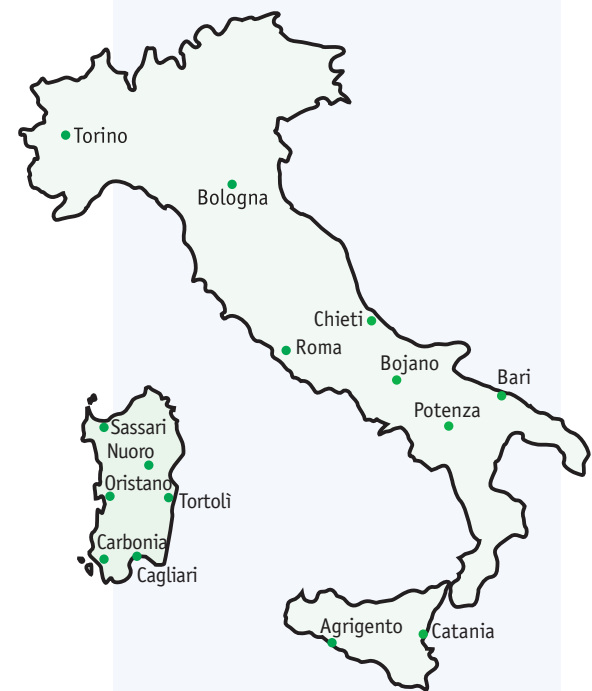 Torino
Bologna
Chieti
Roma
Bojano
Bari
Potenza
Sassari
Nuoro
Oristano
Tortolì
Carbonia
Cagliari
Agrigento
Catania